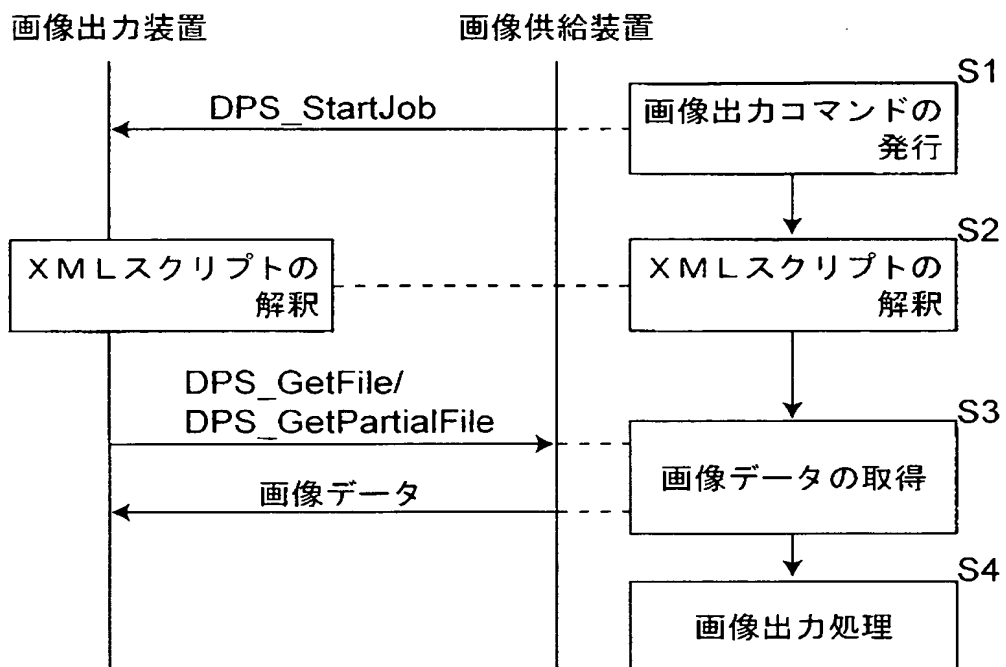 画像出力装置
画像供給装置
S1
DPS_StartJob
画像出力コマンドの
発行
S2
XMLスクリプトの
解釈
XMLスクリプトの
解釈
DPS_GetFile/
DPS_GetPartialFile
S3
画像データの取得
画像データ
S4
画像出力処理